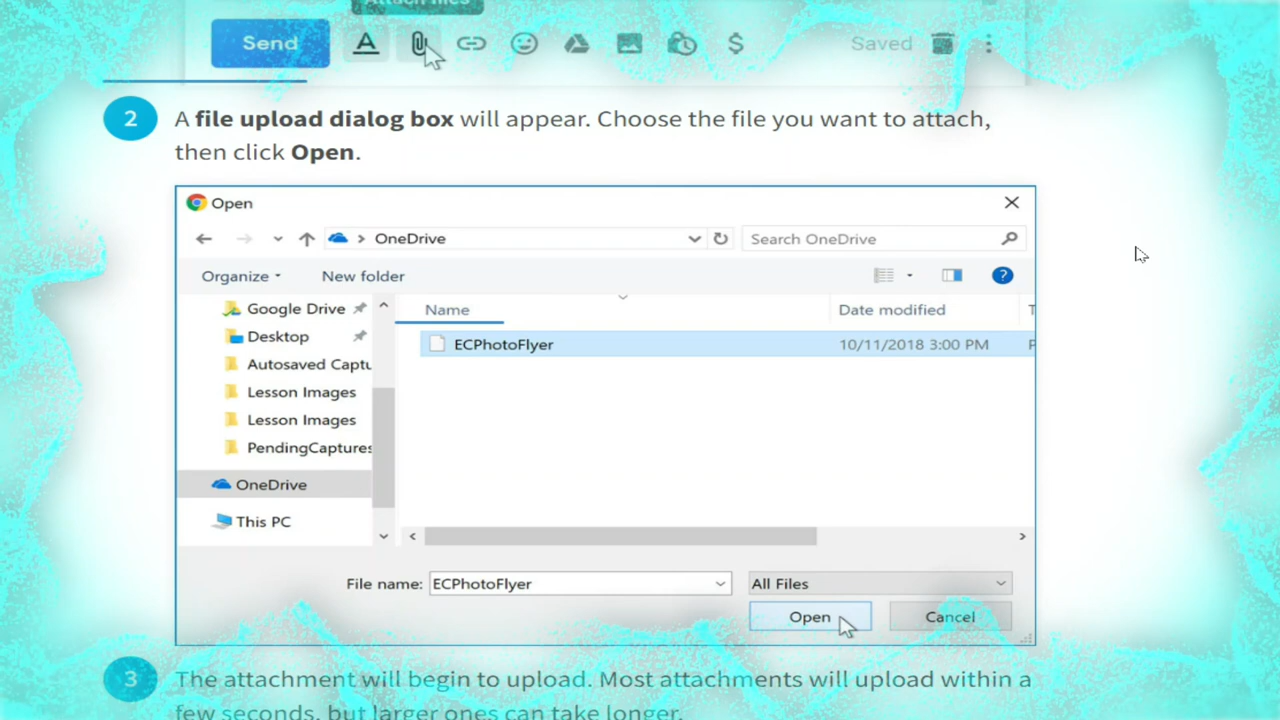 Attach files
Send
Saved
2
A file upload dialog box will appear. Choose the file you want to attach,
then click Open.
Open
OneDrive
Search OneDrive
Organize
New folder
Google Drive
Name
Date modified
Desktop
ECPhotoFlyer
10/11/2018 3:00 PM
Autosaved Captu
Lesson Images
Lesson Images
PendingCaptures
OneDrive
This PC
File name:
ECPhotoFlyer
All Files
Open
Cancel
3
The attachment will begin to upload. Most attachments will upload within a
few seconds, but larger ones can take longer.